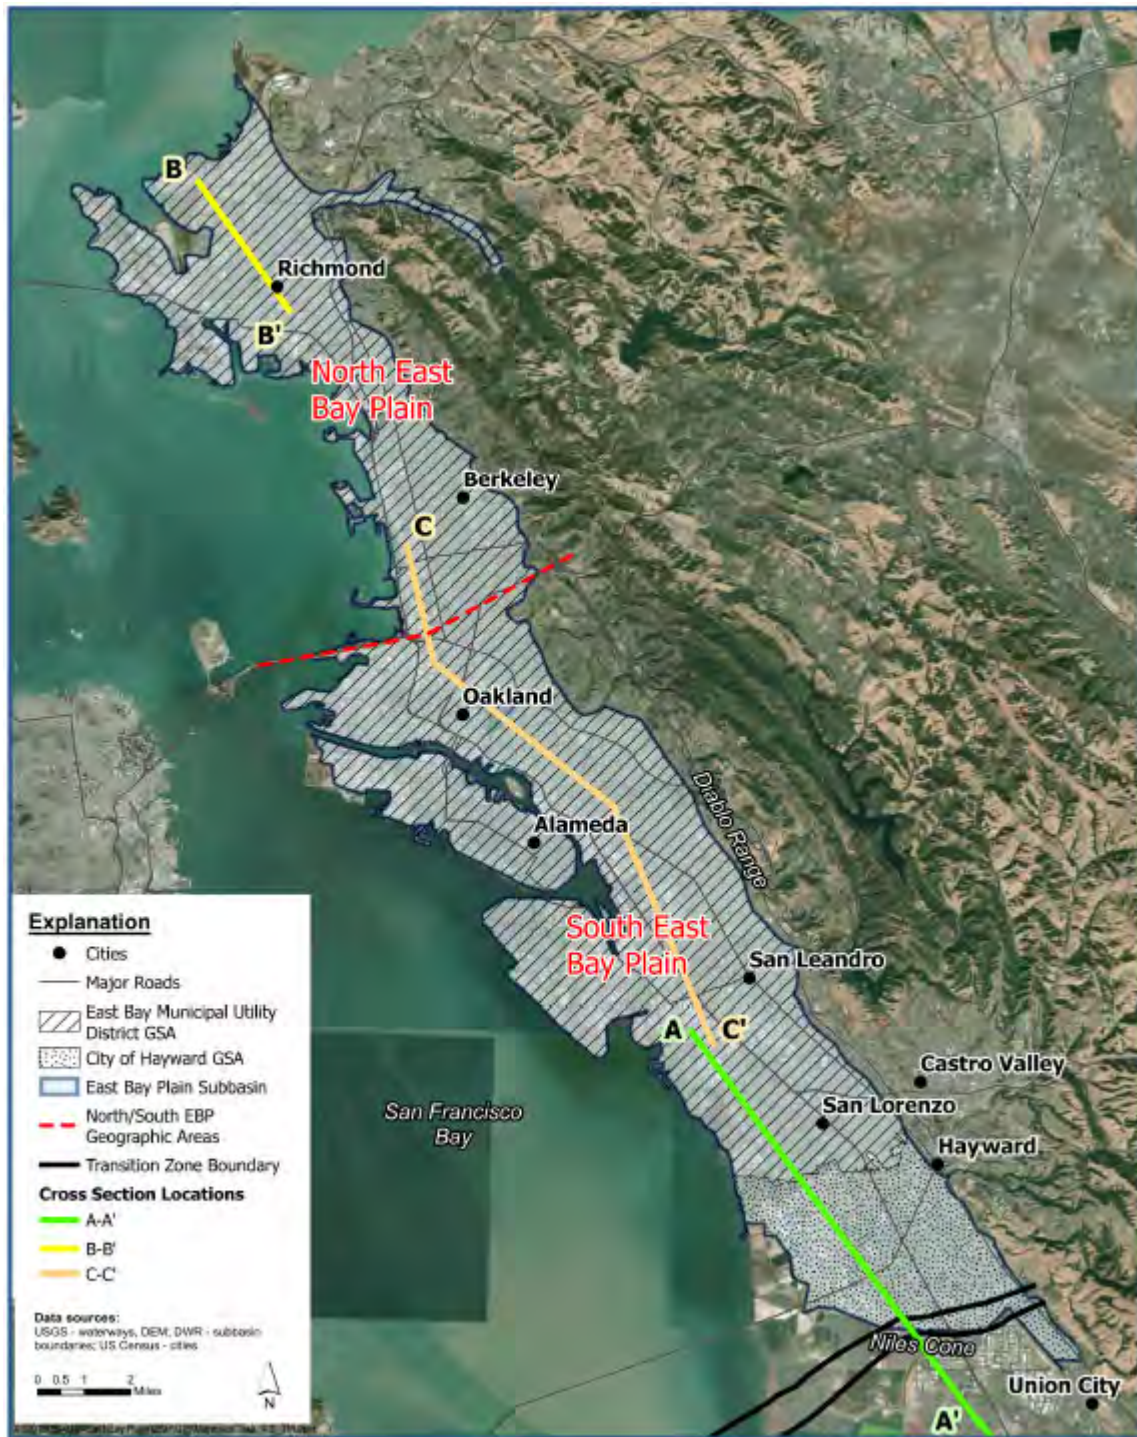 B
Richmond
B'
North East
Bay Plain
Berkeley
C
Oakland
Diablo Range
Alameda
South East
Bay Plain
San Leandro
A
C'
Castro Valley
San Francisco
Bay
San Lorenzo
Hayward
Niles Cone
Union City
A'
Explanation
Cities
Major Roads
East Bay Municipal Utility
District GSA
City of Hayward GSA
East Bay Plain Subbasin
North/South EBP
Geographic Areas
Transition Zone Boundary
Cross Section Locations
A-A'
B-B'
C-C'
Data sources:
USGS - waterways, DEM; DWR - subbasin
boundaries; US Census - cities
0 0.5 1 2
Miles
N